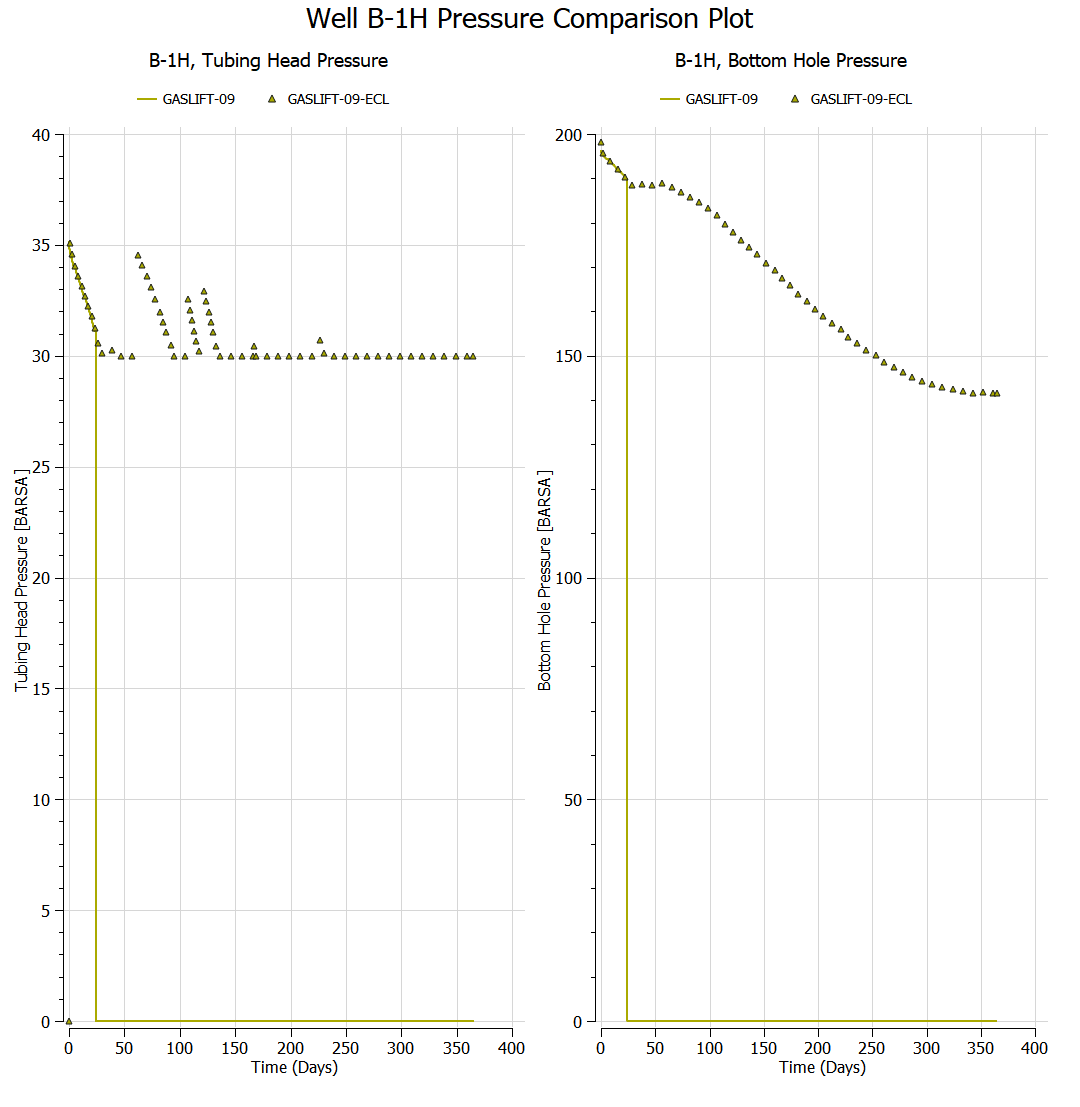 Well B-1H Pressure Comparison Plot
B-1H, Tubing Head Pressure
GASLIFT-09
GASLIFT-09-ECL
Tubing Head Pressure [BARSA]
40
35
30
25
20
15
10
5
0
0 50 100 150 200 250 300 350 400
Time (Days)
B-1H, Bottom Hole Pressure
GASLIFT-09
GASLIFT-09-ECL
Bottom Hole Pressure [BARSA]
200
150
100
50
0
0 50 100 150 200 250 300 350 400
Time (Days)